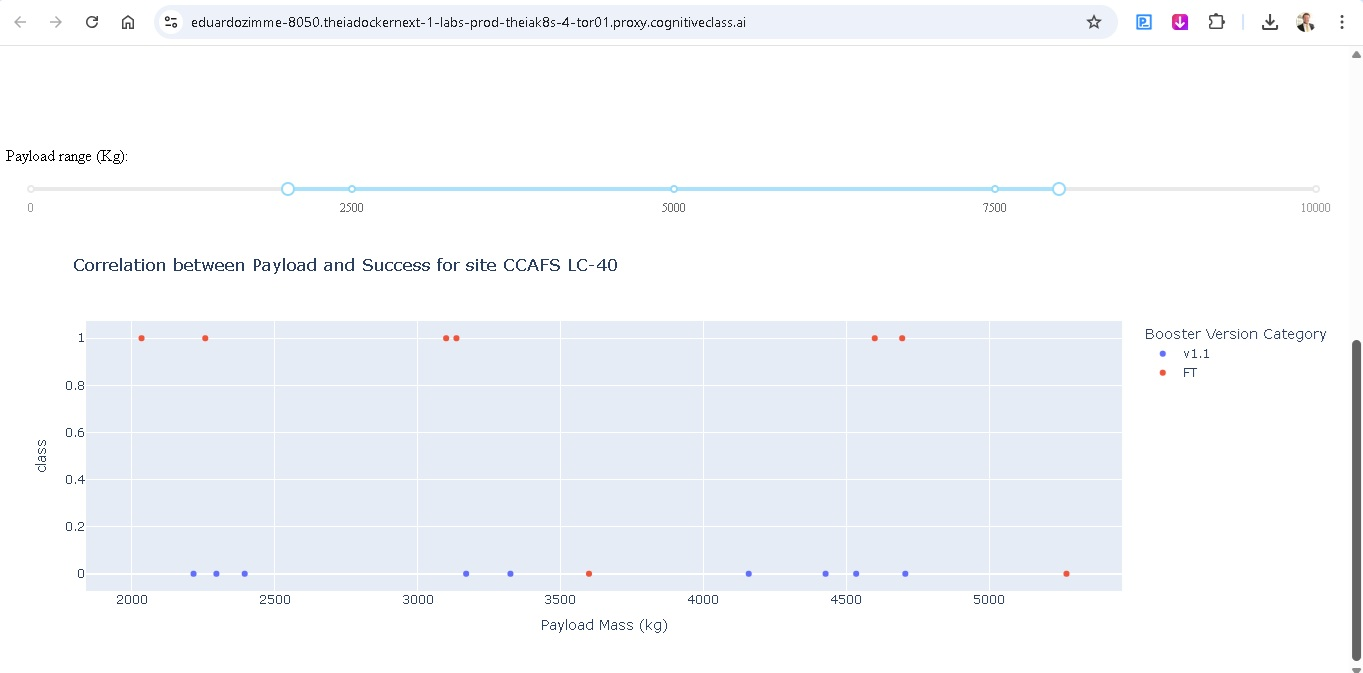 eduardozimme-8050.theiadockernext-1-labs-prod-theiak8s-4-tor01.proxy.cognitiveclass.ai
Payload range (Kg):
0 2500 5000 7500 10000
Correlation between Payload and Success for site CCAFS LC-40
Booster Version Category
v1.1
FT
1
0.8
0.6
0.4
0.2
0
class
2000 2500 3000 3500 4000 4500 5000
Payload Mass (kg)